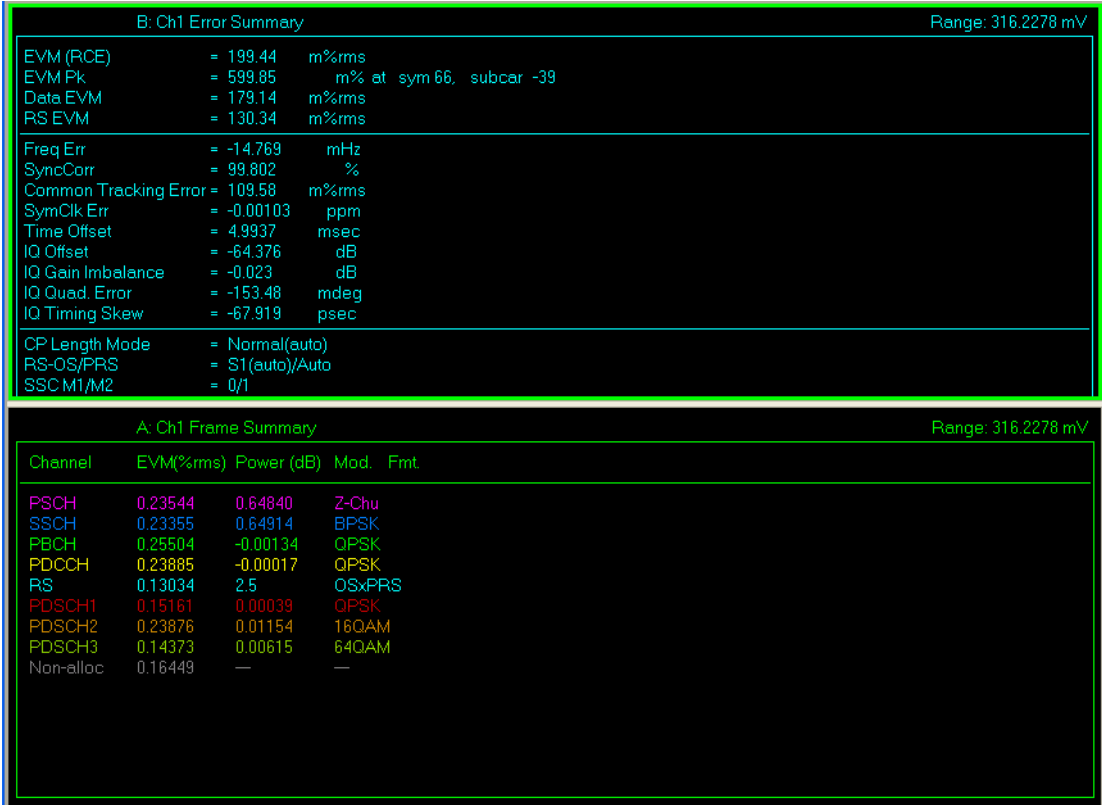 B: Ch1 Error Summary Range: 316.2278 mV
EVM (RCE) = 199.44 m%rms
EVM Pk = 599.85 m% at sym 66, subcar -39
Data EVM = 179.14 m%rms
RS EVM = 130.34 m%rms
Freq Err = -14.769 mHz
SyncCorr = 99.802 %
Common Tracking Error = 109.58 m%rms
SymClk Err = -0.00103 ppm
Time Offset = 4.9937 msec
IQ Offset = -64.376 dB
IQ Gain Imbalance = -0.023 dB
IQ Quad. Error = -153.48 mdeg
IQ Timing Skew = -67.919 psec
CP Length Mode = Normal(auto)
RS-OS/PRS = S1(auto)/Auto
SSC M1/M2 = 0/1
A: Ch1 Frame Summary Range: 316.2278 mV
Channel EVM(%rms) Power (dB) Mod. Fmt.
PSCH 0.23544 0.64840 Z-Chu
SSCH 0.23355 0.64914 BPSK
PBCH 0.25504 -0.00134 QPSK
PDCCH 0.23885 -0.00017 QPSK
RS 0.13034 2.5 OSxPRS
PDSCH1 0.15161 0.00039 QPSK
PDSCH2 0.23876 0.01154 16QAM
PDSCH3 0.14373 0.00615 64QAM
Non-alloc 0.16449 — —